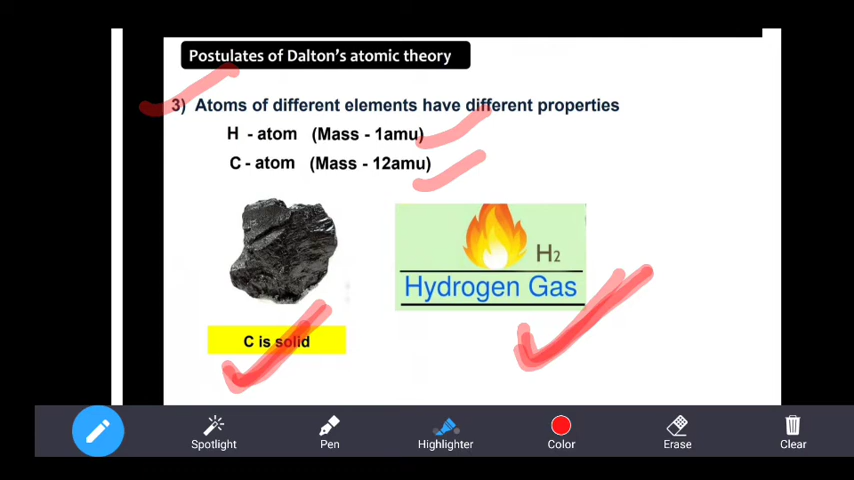 Postulates of Dalton's atomic theory
3) Atoms of different elements have different properties
H - atom (Mass - 1amu)
C - atom (Mass - 12amu)
H2
Hydrogen Gas
C is solid
Spotlight Pen Highlighter Color Erase Clear